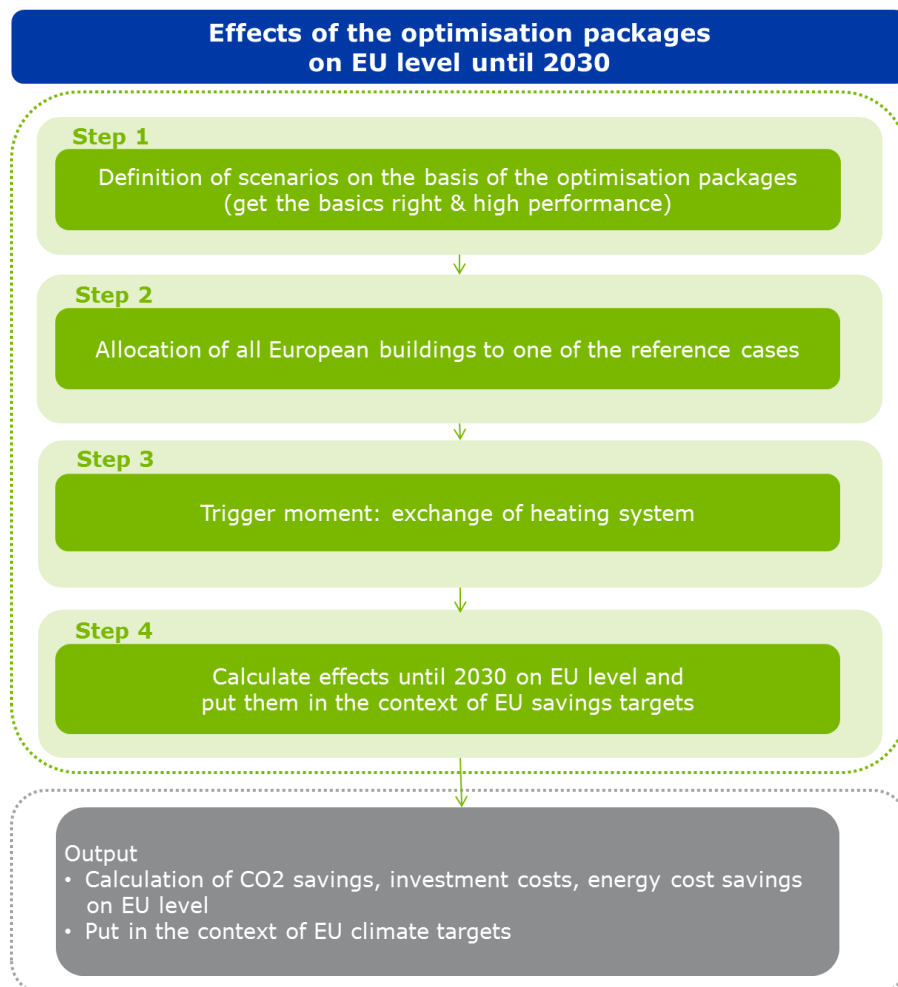 Effects of the optimisation packages
on EU level until 2030
Step 1
Definition of scenarios on the basis of the optimisation packages
(get the basics right & high performance)
Step 2
Allocation of all European buildings to one of the reference cases
Step 3
Trigger moment: exchange of heating system
Step 4
Calculate effects until 2030 on EU level and
put them in the context of EU savings targets
Output
• Calculation of CO2 savings, investment costs, energy cost savings
on EU level
• Put in the context of EU climate targets